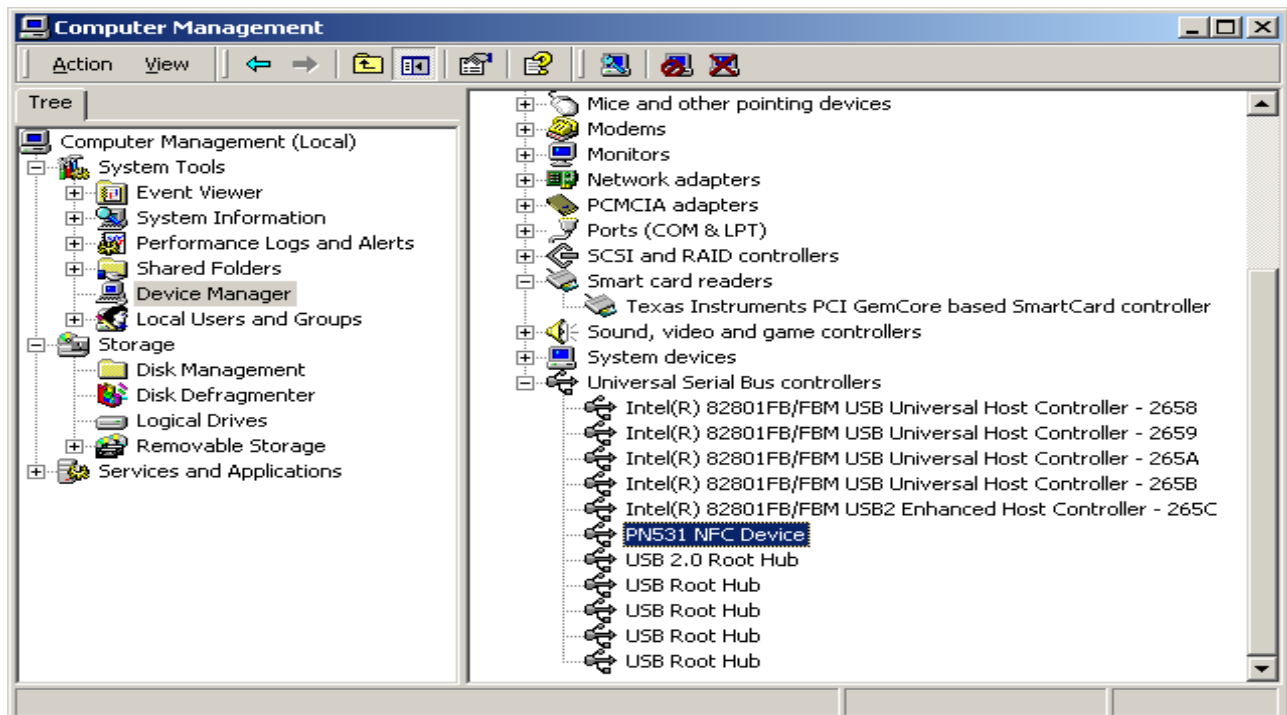 Computer Management
Action View
Tree
Computer Management (Local)
System Tools
Event Viewer
System Information
Performance Logs and Alerts
Shared Folders
Device Manager
Local Users and Groups
Storage
Disk Management
Disk Defragmenter
Logical Drives
Removable Storage
Services and Applications
Mice and other pointing devices
Modems
Monitors
Network adapters
PCMCIA adapters
Ports (COM & LPT)
SCSI and RAID controllers
Smart card readers
Texas Instruments PCI GemCore based SmartCard controller
Sound, video and game controllers
System devices
Universal Serial Bus controllers
Intel(R) 82801FB/FBM USB Universal Host Controller - 2658
Intel(R) 82801FB/FBM USB Universal Host Controller - 2659
Intel(R) 82801FB/FBM USB Universal Host Controller - 265A
Intel(R) 82801FB/FBM USB Universal Host Controller - 265B
Intel(R) 82801FB/FBM USB2 Enhanced Host Controller - 265C
PN531 NFC Device
USB 2.0 Root Hub
USB Root Hub
USB Root Hub
USB Root Hub
USB Root Hub